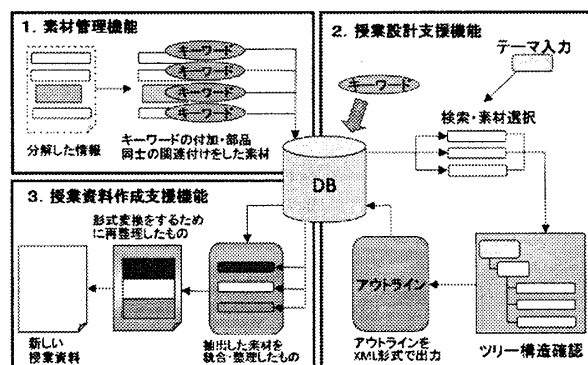 1. 素材管理機能
キーワード
キーワード
キーワード
キーワード
分解した情報
キーワードの付加・部品
同士の関連付けをした素材
2. 授業設計支援機能
テーマ入力
キーワード
検索・素材選択
DB
アウトライン
アウトラインを
XML形式で出力
ツリー構造確認
3. 授業資料作成支援機能
形式変換をするため
に再整理したもの
新しい
授業資料
抽出した素材を
統合・整理したもの